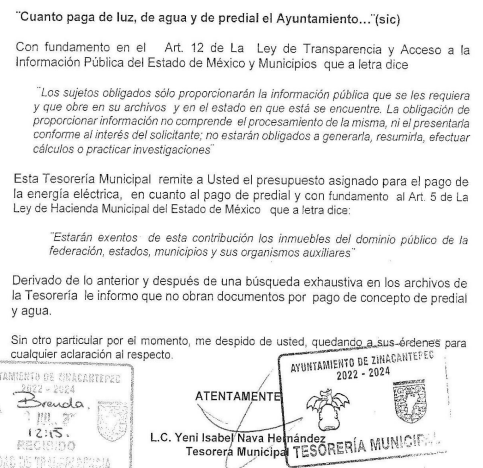 ¨Cuanto paga de luz, de agua y de predial el Ayuntamiento...¨(sic)
Con fundamento en el Art. 12 de La Ley de Transparencia y Acceso a la
Información Pública del Estado de México y Municipios que a letra dice
¨Los sujetos obligados sólo proporcionarán la información pública que se les requiera
y que obre en su archivos y en el estado en que está se encuentre. La obligación de
proporcionar información no comprende el procesamiento de la misma, ni el presentarla
conforme al interés del solicitante; no estarán obligados a generarla, resumirla, efectuar
cálculos o practicar investigaciones¨
Esta Tesorería Municipal remite a Usted el presupuesto asignado para el pago de
la energía eléctrica, en cuanto al pago de predial y con fundamento al Art. 5 de La
Ley de Hacienda Municipal del Estado de México que a letra dice:
¨Estarán exentos de esta contribución los inmuebles del dominio público de la
federación, estados, municipios y sus organismos auxiliares¨
Derivado de lo anterior y después de una búsqueda exhaustiva en los archivos de
la Tesorería le informo que no obran documentos por pago de concepto de predial
y agua.
Sin otro particular por el momento, me despido de usted, quedando a sus órdenes para
cualquier aclaración al respecto.
AYUNTAMIENTO DE ZINACANTEPEC
2022 - 2024
Brenda.
12:15.
RECIBIDO
ATENTAMENTE
L.C. Yeni Isabel Nava Hernández
Tesorera Municipal
AYUNTAMIENTO DE ZINACANTEPEC
2022 - 2024
TESORERÍA MUNICIPAL